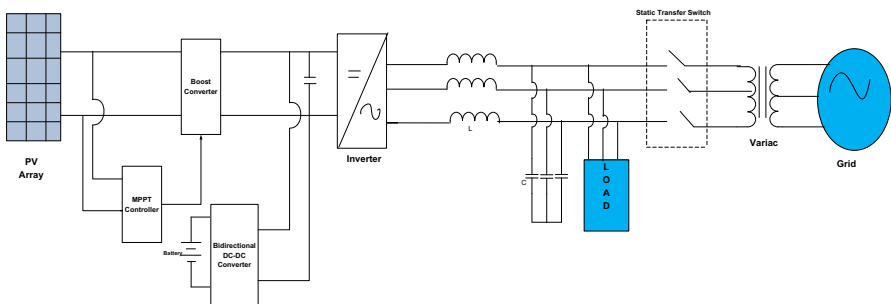 Static Transfer Switch
Boost
Converter
L
Inverter
Variac
PV
Array
Grid
MPPT
Controller
C
L
O
A
D
Battery
Bidirectional
DC-DC
Converter